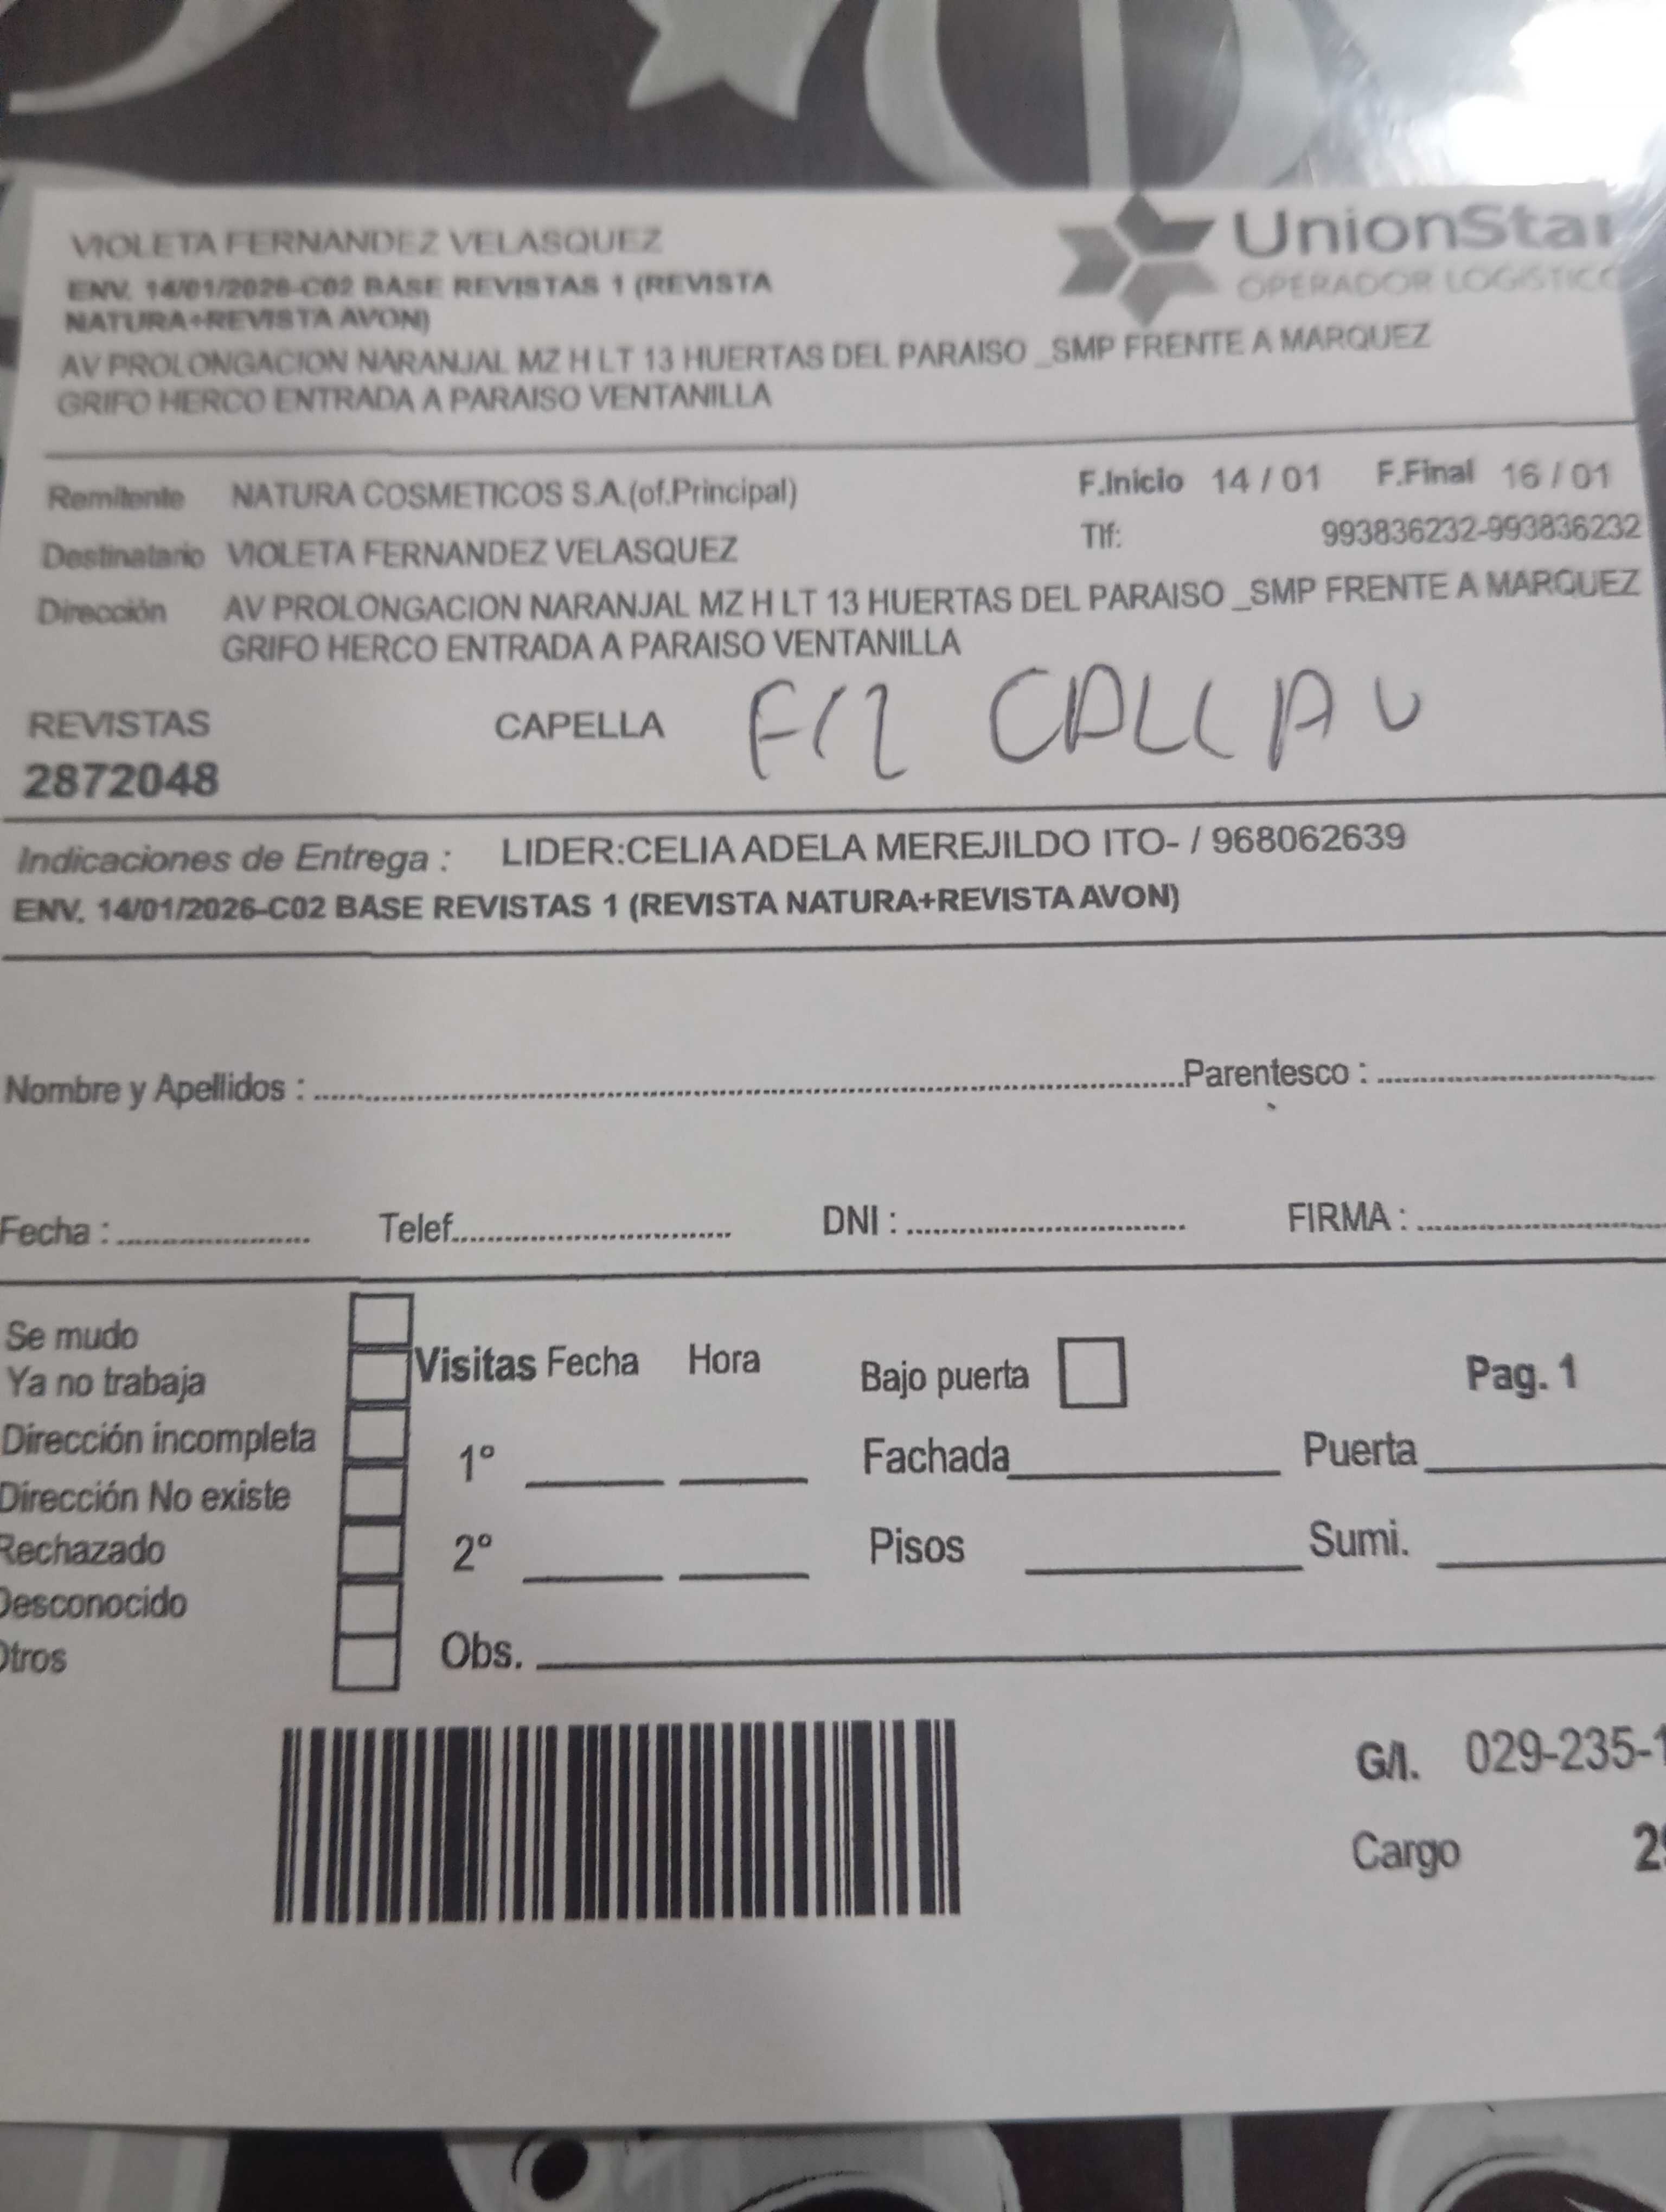 VIOLETA FERNANDEZ VELASQUEZ
UnionStar
OPERADOR LOGISTICO
ENV. 14/01/2026-C02 BASE REVISTAS 1 (REVISTA
NATURA+REVISTA AVON)
AV PROLONGACION NARANJAL MZ H LT 13 HUERTAS DEL PARAISO _SMP FRENTE A MARQUEZ
GRIFO HERCO ENTRADA A PARAISO VENTANILLA
Remitente NATURA COSMETICOS S.A.(of.Principal) F.Inicio 14 / 01 F.Final 16 / 01
Destinatario VIOLETA FERNANDEZ VELASQUEZ Tlf: 993836232-993836232
Dirección AV PROLONGACION NARANJAL MZ H LT 13 HUERTAS DEL PARAISO _SMP FRENTE A MARQUEZ
GRIFO HERCO ENTRADA A PARAISO VENTANILLA
REVISTAS CAPELLA
2872048
Indicaciones de Entrega : LIDER:CELIA ADELA MEREJILDO ITO- / 968062639
ENV. 14/01/2026-C02 BASE REVISTAS 1 (REVISTA NATURA+REVISTA AVON)
Nombre y Apellidos : Parentesco :
Fecha : Telef. DNI : FIRMA :
Se mudo
Ya no trabaja
Dirección incompleta
Dirección No existe
Rechazado
Desconocido
Otros
Visitas Fecha Hora
1º
2º
Obs.
Bajo puerta Pag. 1
Fachada Puerta
Pisos Sumi.
G/I. 029-235-1
Cargo 2